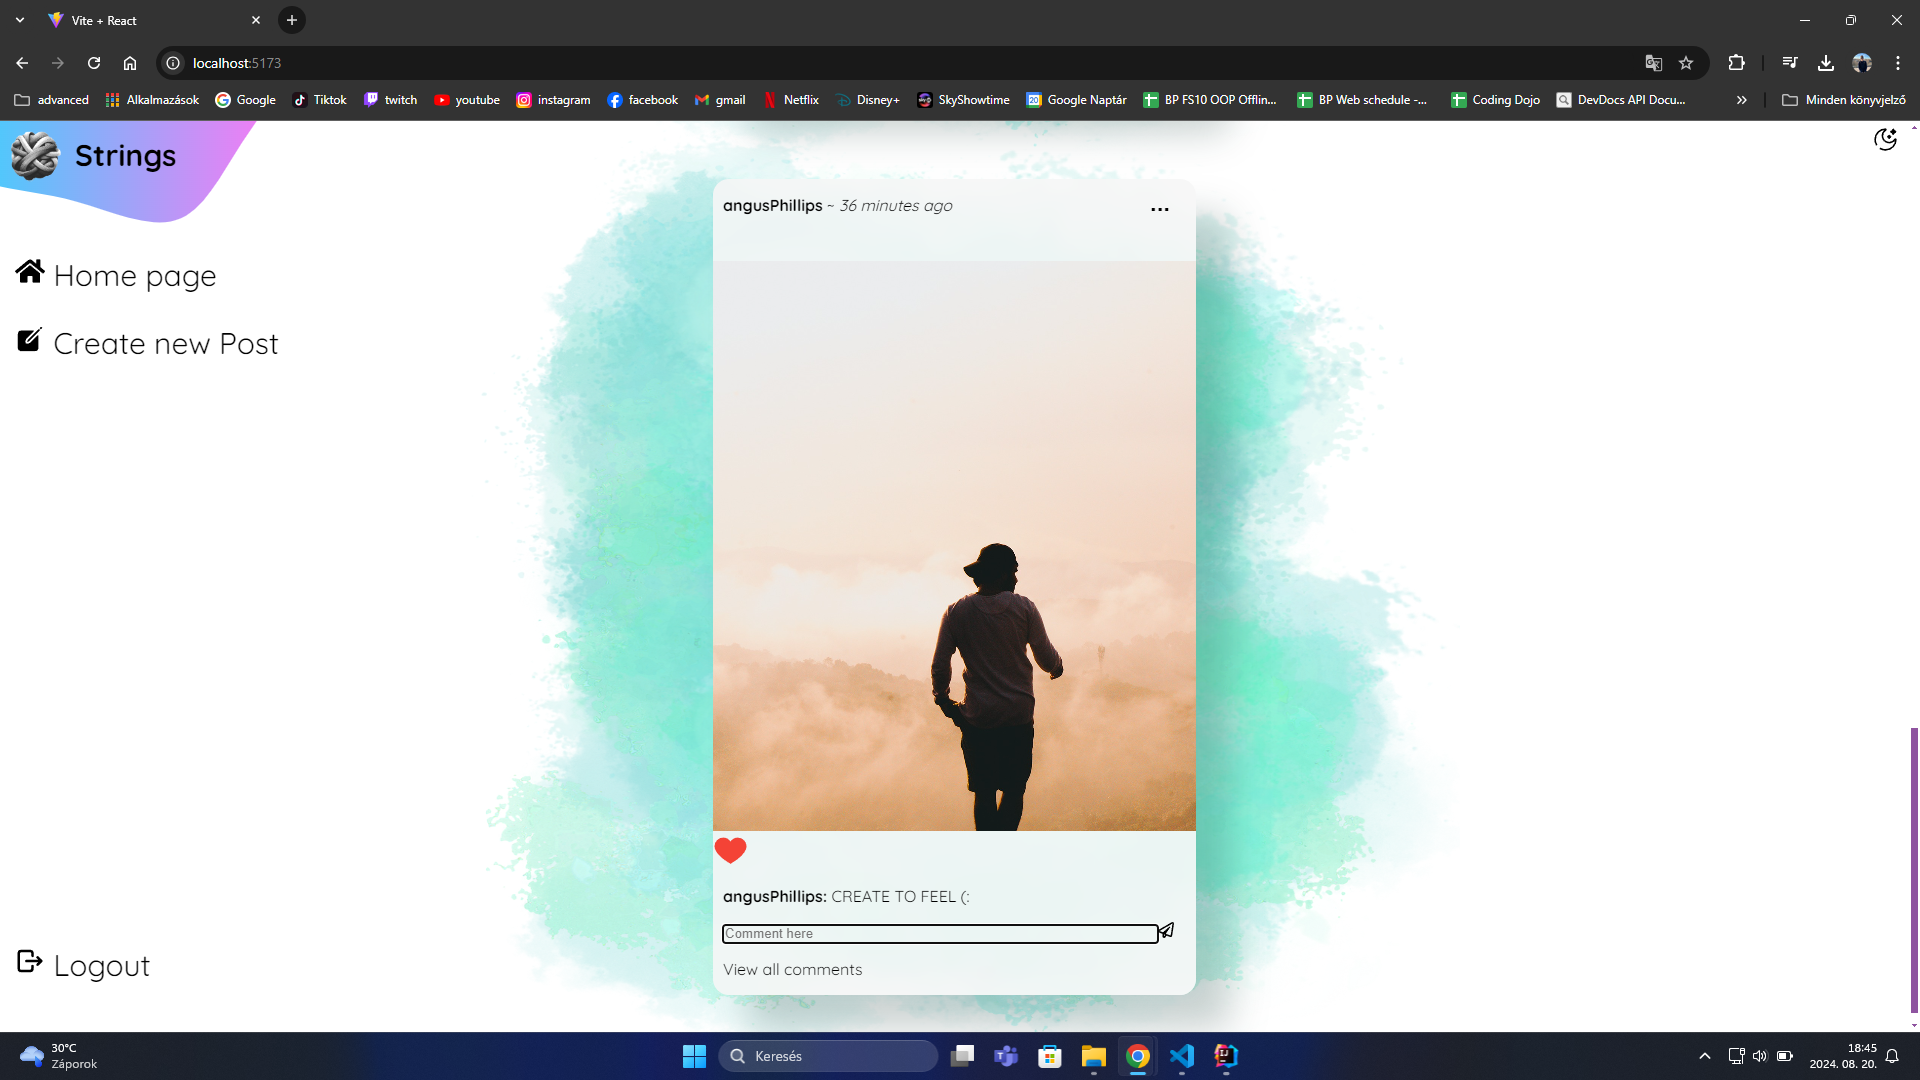 Vite + React
localhost:5173
advanced
Alkalmazások
Google
Tiktok
twitch
youtube
instagram
facebook
gmail
Netflix
Disney+
SkyShowtime
20
Google Naptár
BP FS10 OOP Offlin...
BP Web schedule -...
Coding Dojo
DevDocs API Docu...
Minden könyvjelző
Strings
Home page
Create new Post
Logout
angusPhillips ~ 36 minutes ago
...
angusPhillips: CREATE TO FEEL (:
Comment here
View all comments
30°C
Záporok
Keresés
18:45
2024. 08. 20.